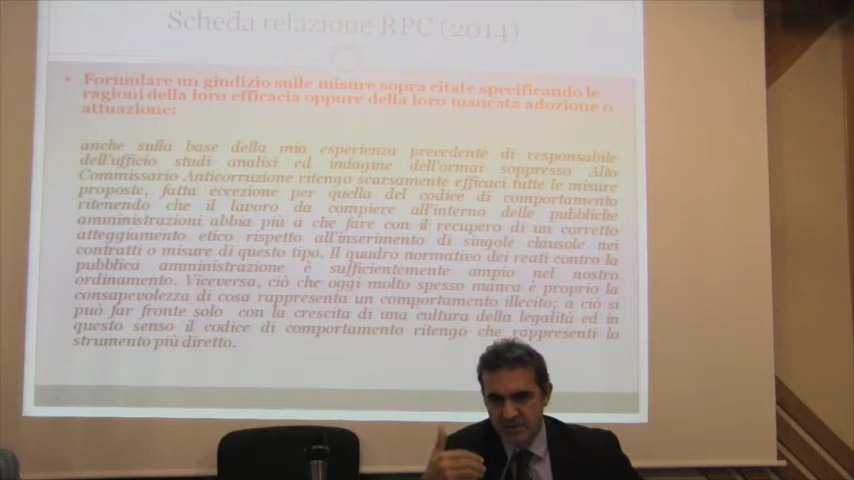 Scheda relazione RPC (2014)
Formulare un giudizio sulle misure sopra citate specificando le
ragioni della loro efficacia oppure della loro mancata adozione o
attuazione:
anche sulla base della mia esperienza precedente di responsabile
dell'ufficio studi analisi ed indagine dell'ormai soppresso Alto
Commissario Anticorruzione ritengo scarsamente efficaci tutte le misure
proposte, fatta eccezione per quella del codice di comportamento
ritenendo che il lavoro da compiere all'interno delle pubbliche
amministrazioni abbia più a che fare con il recupero di un corretto
atteggiamento etico rispetto all'inserimento di singole clausole nei
contratti o misure di questo tipo. Il quadro normativo dei reati contro la
pubblica amministrazione è sufficientemente ampio nel nostro
ordinamento. Viceversa, ciò che oggi molto spesso manca è proprio la
consapevolezza di cosa rappresenta un comportamento illecito; a ciò si
può far fronte solo con la crescita di una cultura della legalità ed in
questo senso il codice di comportamento ritengo che rappresenti lo
strumento più diretto.